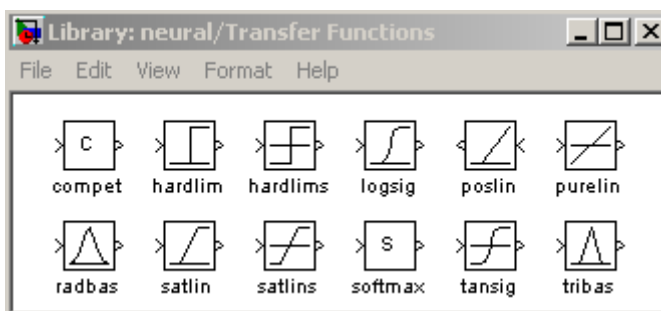 Library: neural/Transfer Functions
File Edit View Format Help
C S
compet hardlim hardlims logsig poslin purelin
radbas satlin satlins softmax tansig tribas